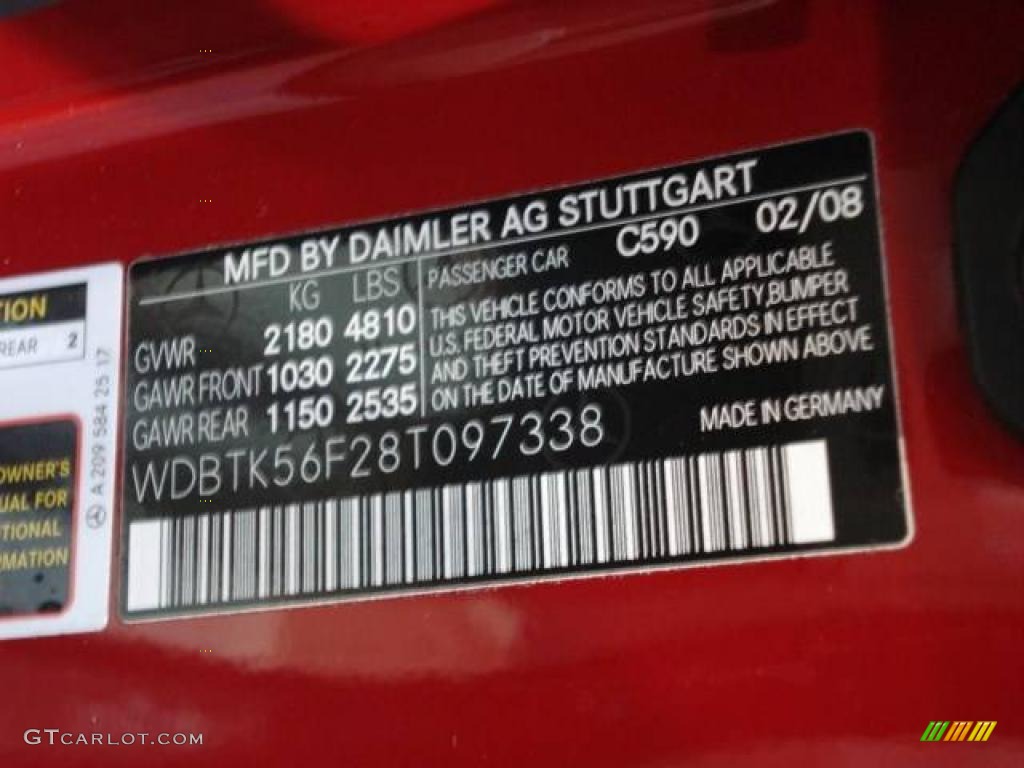 MFD BY DAIMLER AG STUTTGART
KG LBS
GVWR 2180 4810
GAWR FRONT 1030 2275
GAWR REAR 1150 2535
PASSENGER CAR C590 02/08
THIS VEHICLE CONFORMS TO ALL APPLICABLE
U.S. FEDERAL MOTOR VEHICLE SAFETY, BUMPER
AND THEFT PREVENTION STANDARDS IN EFFECT
ON THE DATE OF MANUFACTURE SHOWN ABOVE
MADE IN GERMANY
WDBTK56F28T097338
TION
REAR 2
A 209 584 25 17
OWNER'S
UAL FOR
TIONAL
RMATION
GTCARLOT.COM